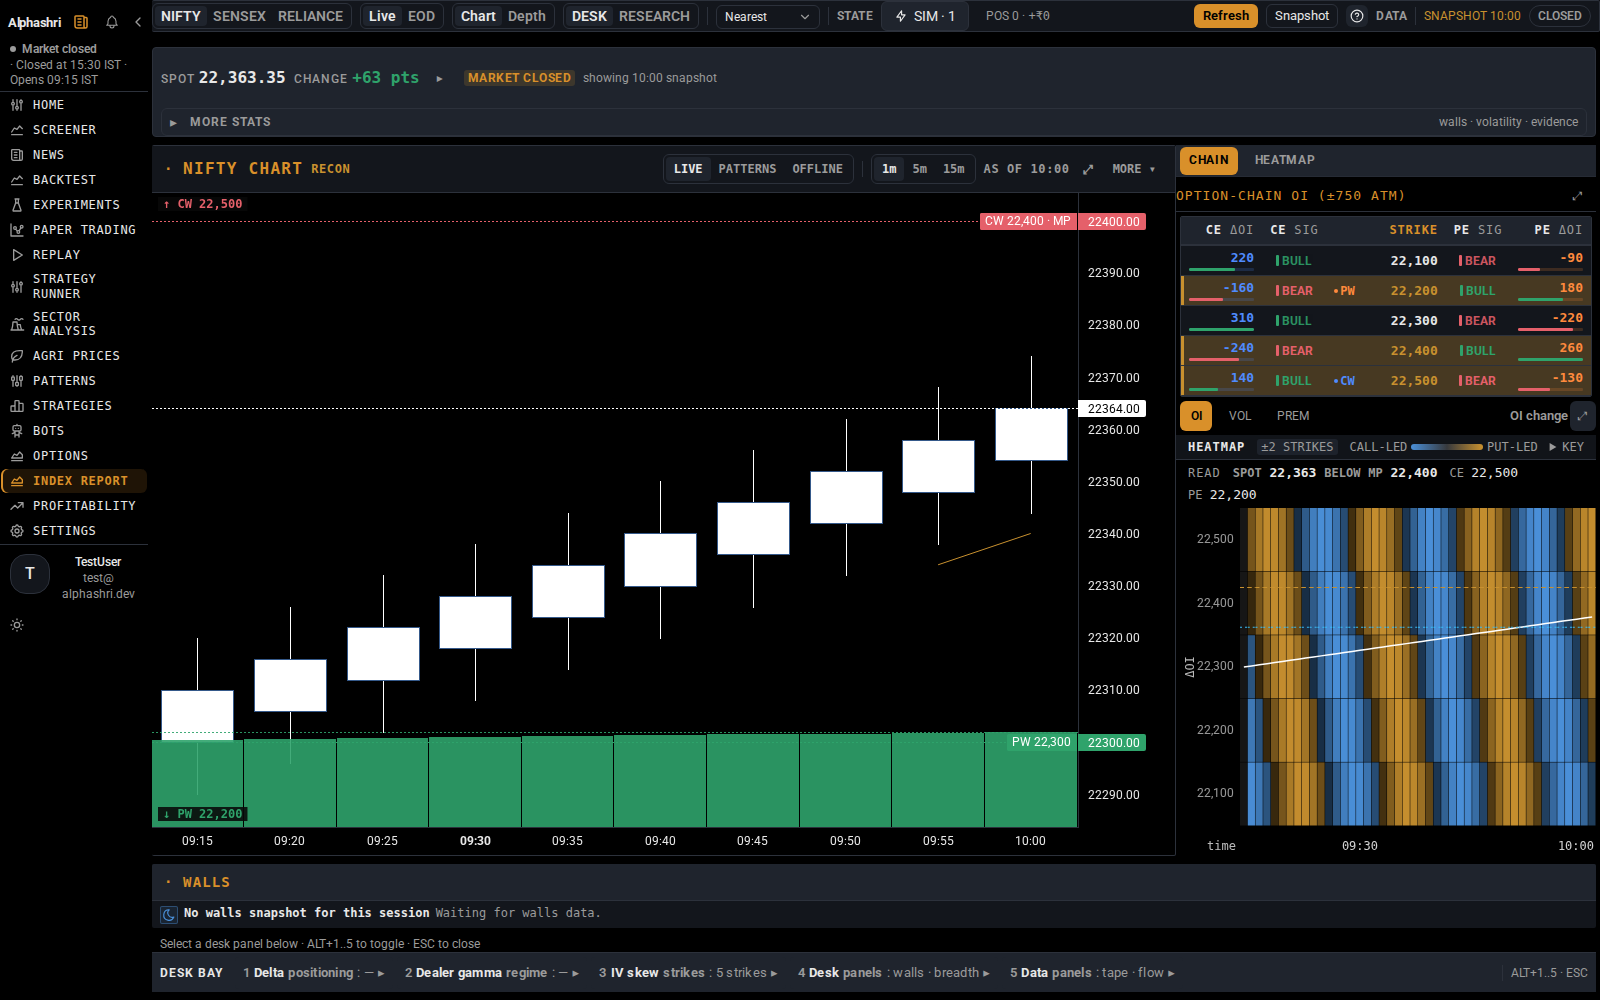 Alphashri
Market closed
· Closed at 15:30 IST ·
Opens 09:15 IST
HOME
SCREENER
NEWS
BACKTEST
EXPERIMENTS
PAPER TRADING
REPLAY
STRATEGY
RUNNER
SECTOR
ANALYSIS
AGRI PRICES
PATTERNS
STRATEGIES
BOTS
OPTIONS
INDEX REPORT
PROFITABILITY
SETTINGS
T
TestUser
test@
alphashri.dev
NIFTY SENSEX RELIANCE Live EOD Chart Depth DESK RESEARCH Nearest STATE SIM · 1 POS 0 · +₹0 Refresh Snapshot ? DATA SNAPSHOT 10:00 CLOSED
SPOT 22,363.35 CHANGE +63 pts ▸ MARKET CLOSED showing 10:00 snapshot
▸ MORE STATS walls · volatility · evidence
· NIFTY CHART RECON LIVE PATTERNS OFFLINE 1m 5m 15m AS OF 10:00 MORE ▾
↑ CW 22,500
CW 22,400 · MP 22400.00
22390.00
22380.00
22370.00
22364.00
22360.00
22350.00
22340.00
22330.00
22320.00
22310.00
PW 22,300 22300.00
22290.00
↓ PW 22,200
09:15 09:20 09:25 09:30 09:35 09:40 09:45 09:50 09:55 10:00
CHAIN HEATMAP
OPTION-CHAIN OI (±750 ATM)
CE ΔOI CE SIG STRIKE PE SIG PE ΔOI
220 BULL 22,100 BEAR -90
-160 BEAR •PW 22,200 BULL 180
310 BULL 22,300 BEAR -220
-240 BEAR 22,400 BULL 260
140 BULL •CW 22,500 BEAR -130
OI VOL PREM OI change
HEATMAP ±2 STRIKES CALL-LED PUT-LED ▶ KEY
READ SPOT 22,363 BELOW MP 22,400 CE 22,500
PE 22,200
22,500
22,400
22,300
22,200
22,100
ΔOI
time 09:30 10:00
· WALLS
No walls snapshot for this session Waiting for walls data.
Select a desk panel below · ALT+1..5 to toggle · ESC to close
DESK BAY 1 Delta positioning : — ▸ 2 Dealer gamma regime : — ▸ 3 IV skew strikes : 5 strikes ▸ 4 Desk panels : walls · breadth ▸ 5 Data panels : tape · flow ▸ ALT+1..5 · ESC